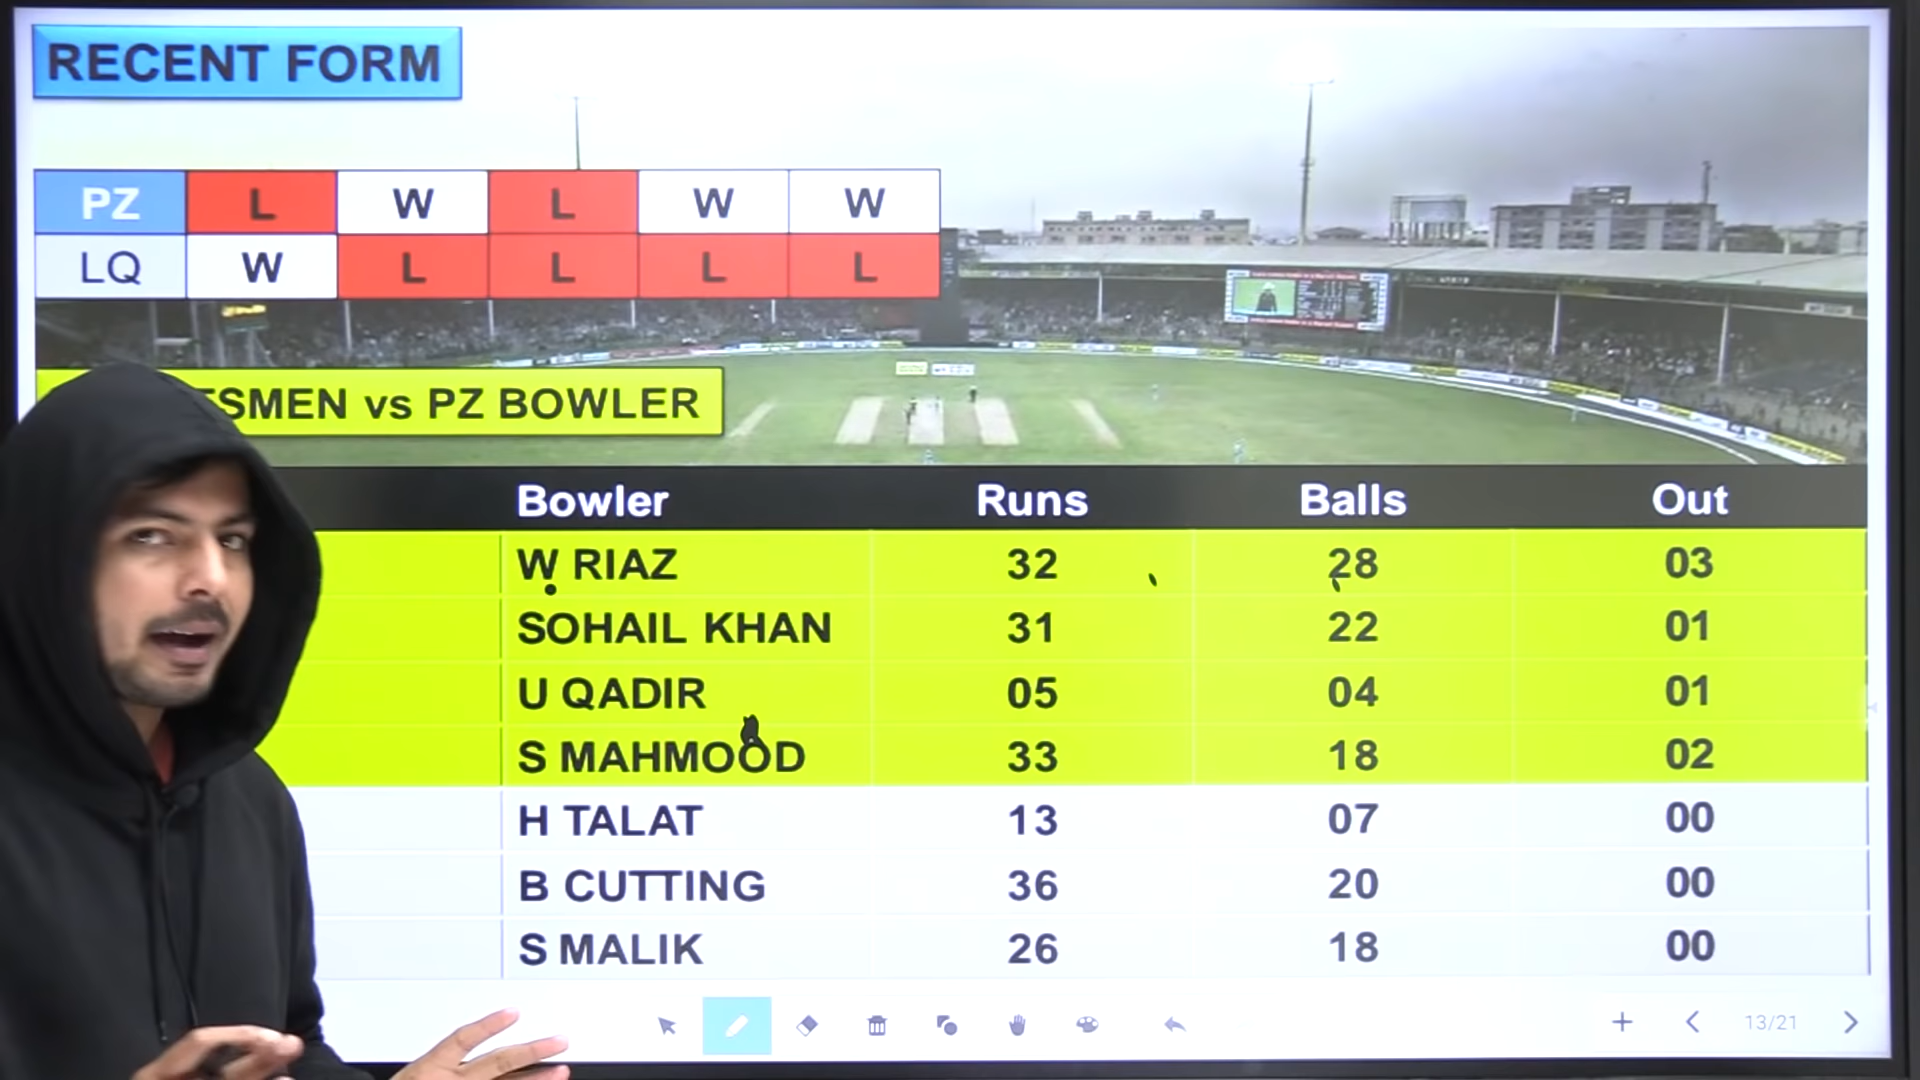 RECENT FORM
PZ L W L W W
LQ W L L L L
SMEN vs PZ BOWLER
Bowler Runs Balls Out
W RIAZ 32 28 03
SOHAIL KHAN 31 22 01
U QADIR 05 04 01
S MAHMOOD 33 18 02
H TALAT 13 07 00
B CUTTING 36 20 00
S MALIK 26 18 00
13/21